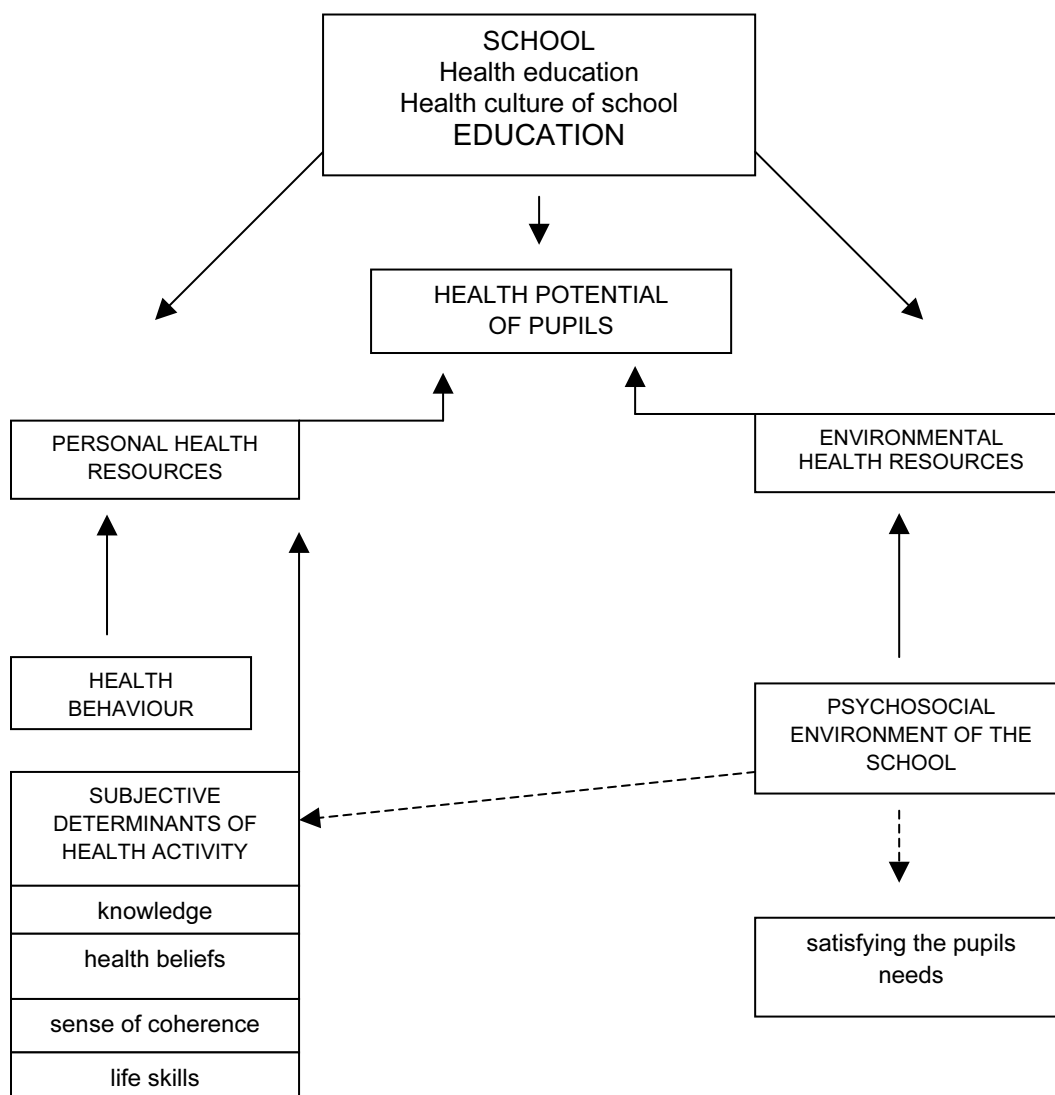 SCHOOL
Health education
Health culture of school
EDUCATION
HEALTH POTENTIAL
OF PUPILS
PERSONAL HEALTH
RESOURCES
ENVIRONMENTAL
HEALTH RESOURCES
HEALTH
BEHAVIOUR
PSYCHOSOCIAL
ENVIRONMENT OF THE
SCHOOL
SUBJECTIVE
DETERMINANTS OF
HEALTH ACTIVITY
knowledge
health beliefs
sense of coherence
life skills
satisfying the pupils
needs